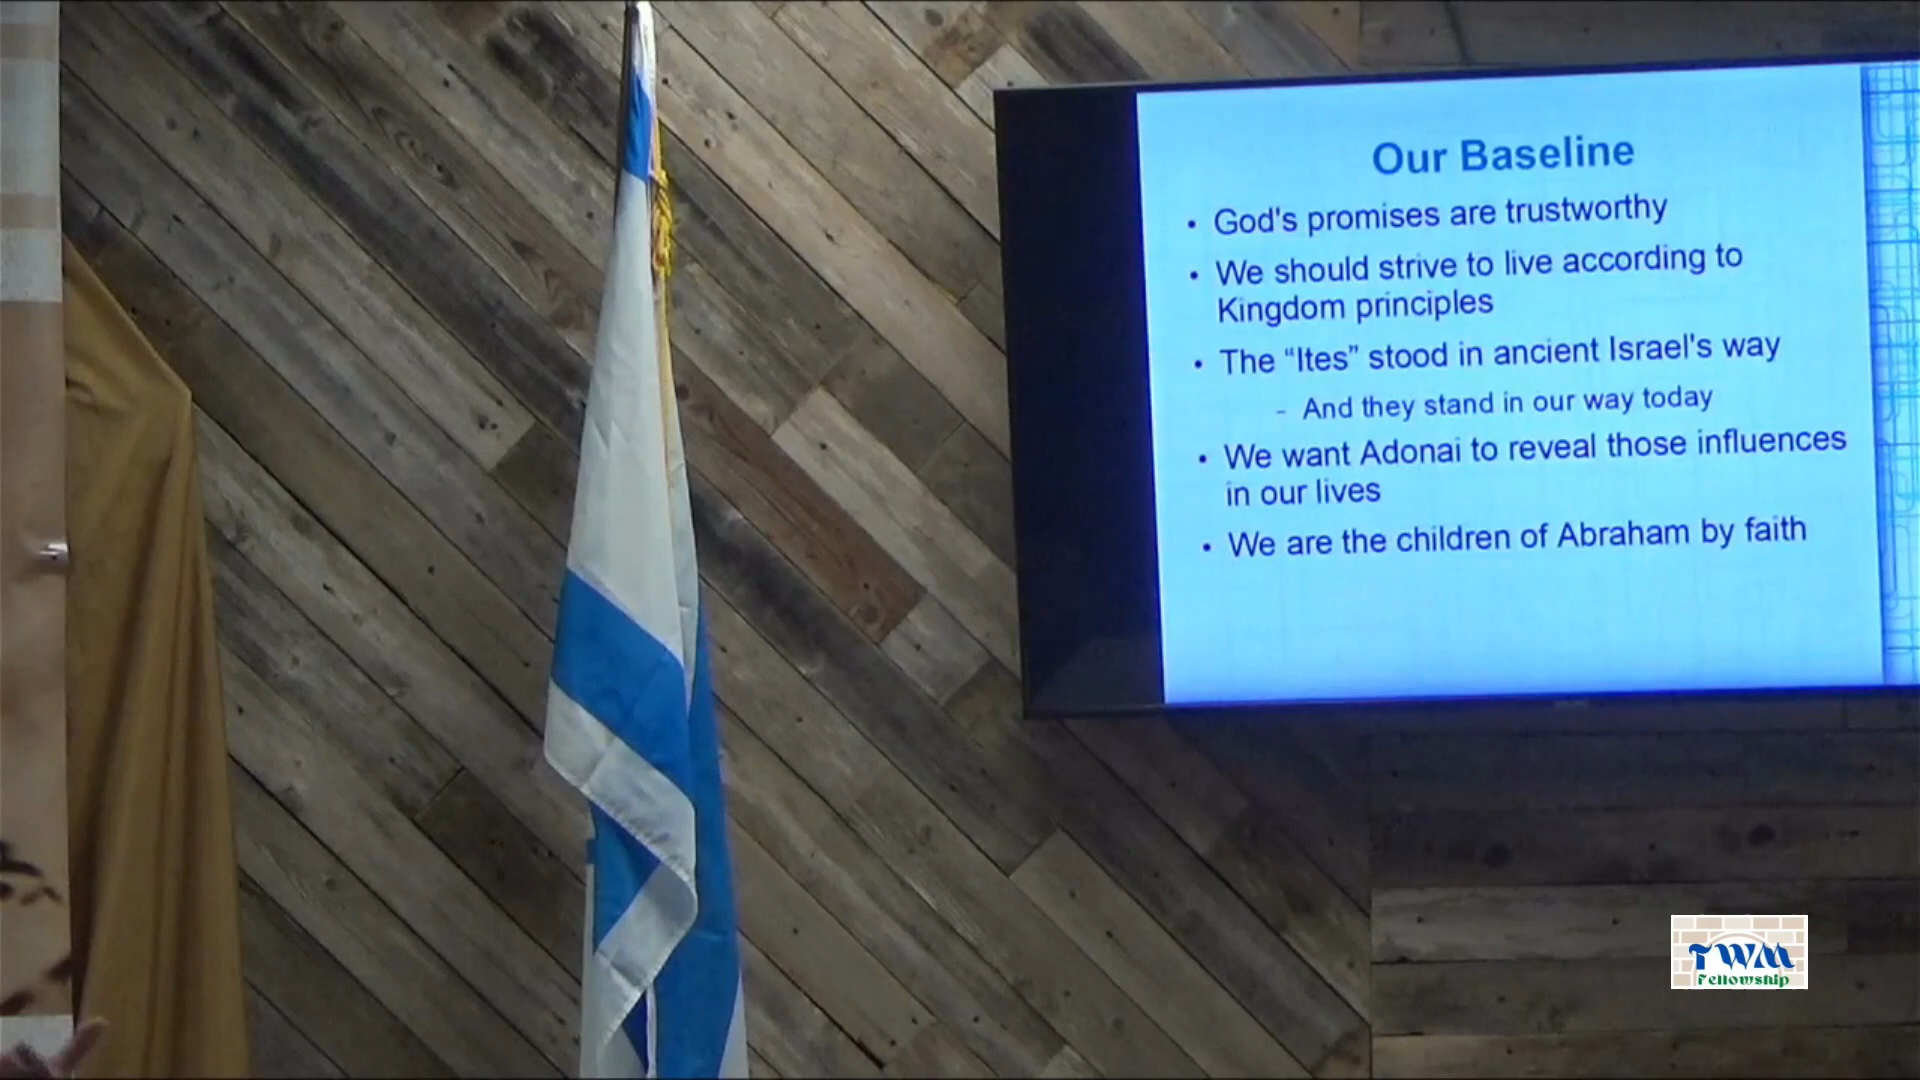 Our Baseline
• God's promises are trustworthy
• We should strive to live according to
Kingdom principles
• The “Ites” stood in ancient Israel's way
- And they stand in our way today
• We want Adonai to reveal those influences
in our lives
• We are the children of Abraham by faith
TWM
Fellowship